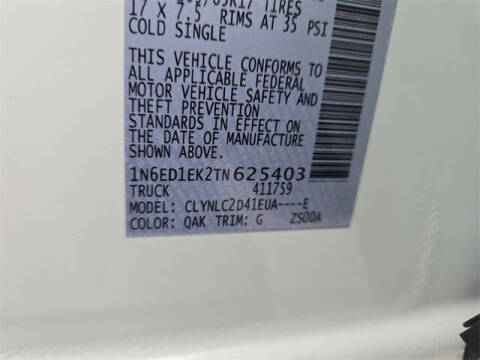 TIRES
17 x 7.5 RIMS AT 35 PSI
COLD SINGLE
THIS VEHICLE CONFORMS TO
ALL APPLICABLE FEDERAL
MOTOR VEHICLE SAFETY AND
THEFT PREVENTION
STANDARDS IN EFFECT ON
THE DATE OF MANUFACTURE
SHOWN ABOVE.
1N6ED1EK2TN625403
TRUCK 411759
MODEL: CLYNLC2D41EUA----E
COLOR: QAK TRIM: G ZS00A